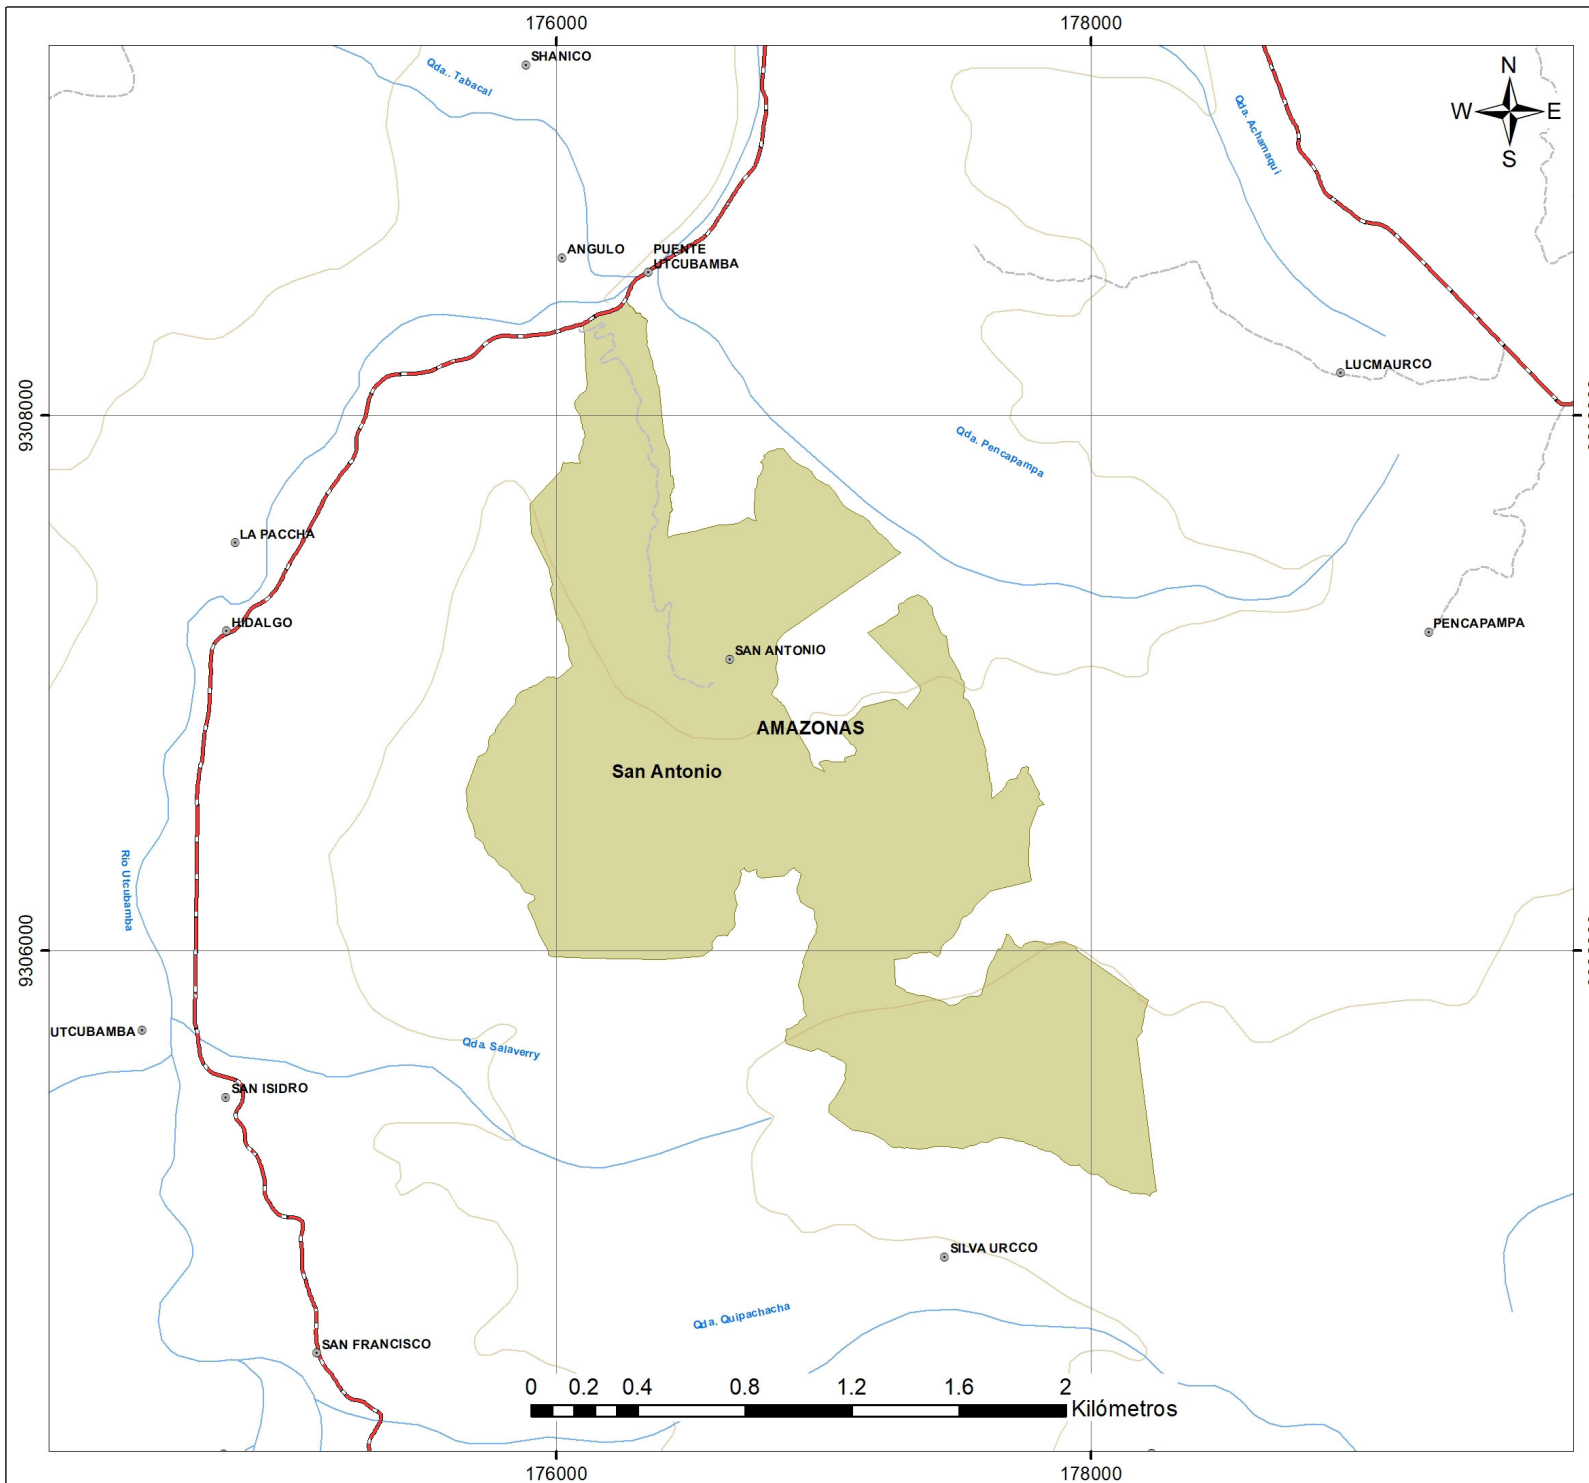 176000
178000
SHANICO
Qda.. Tabacal
Qda. Achamaqui
N
W E
S
ANGULO
PUENTE
UTCUBAMBA
LUCMAURCO
9308000
Qda. Pencapampa
LA PACCHA
HIDALGO
PENCAPAMPA
SAN ANTONIO
AMAZONAS
San Antonio
Rio Utcubamba
9306000
UTCUBAMBA
Qda. Salaverry
SAN ISIDRO
SILVA URCCO
Qda. Quipachacha
SAN FRANCISCO
0 0.2 0.4 0.8 1.2 1.6 2
Kilómetros
176000
178000